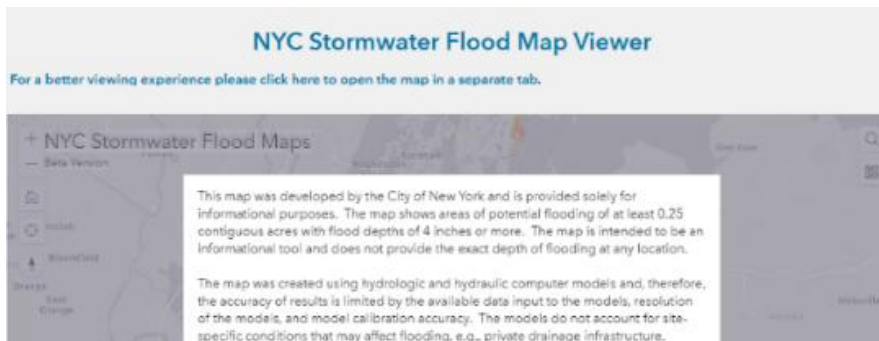 NYC Stormwater Flood Map Viewer
For a better viewing experience please click here to open the map in a separate tab.
+ NYC Stormwater Flood Maps
— Beta Version
This map was developed by the City of New York and is provided solely for
informational purposes. The map shows areas of potential flooding of at least 0.25
contiguous acres with flood depths of 4 inches or more. The map is intended to be an
informational tool and does not provide the exact depth of flooding at any location.
Bloomfield
East
Orange
The map was created using hydrologic and hydraulic computer models and, therefore,
the accuracy of results is limited by the available data input to the models, resolution
of the models, and model calibration accuracy. The models do not account for site-
specific conditions that may affect flooding, e.g., private drainage infrastructure.